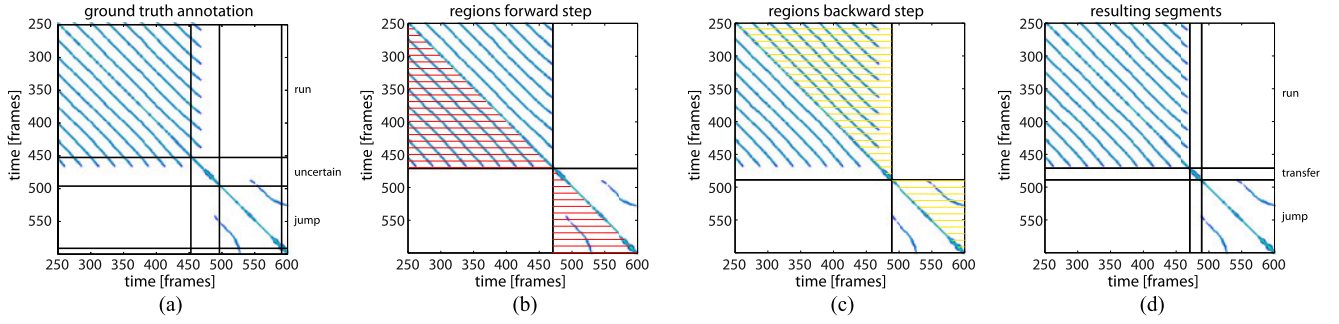 ground truth annotation
250
300
350
400
450
500
550
time [frames]
250 300 350 400 450 500 550 600
time [frames]
run
uncertain
jump
(a)
regions forward step
250
300
350
400
450
500
550
time [frames]
250 300 350 400 450 500 550 600
time [frames]
(b)
regions backward step
250
300
350
400
450
500
550
time [frames]
250 300 350 400 450 500 550 600
time [frames]
(c)
resulting segments
250
300
350
400
450
500
550
time [frames]
250 300 350 400 450 500 550 600
time [frames]
run
transfer
jump
(d)